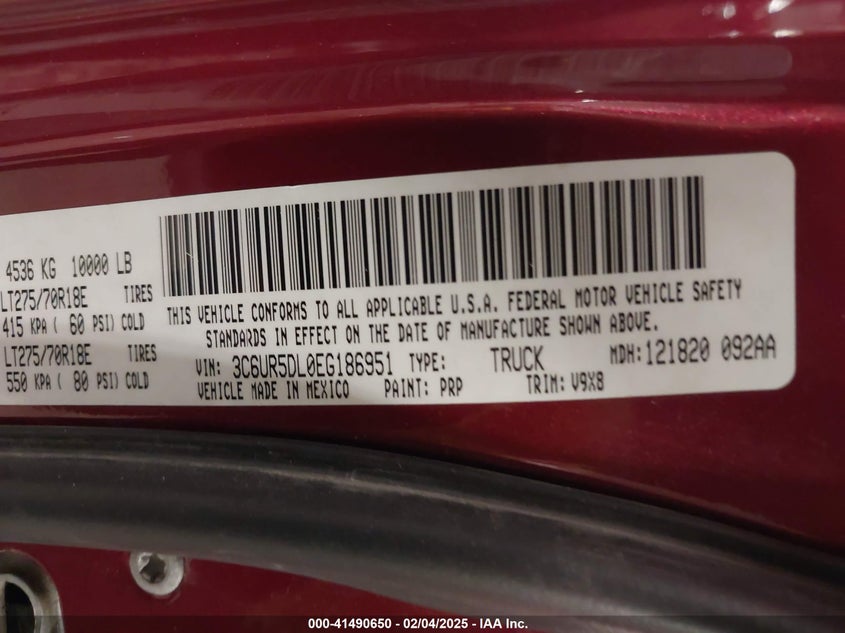 4536 KG 10000 LB
LT275/70R18E TIRES
415 KPA ( 60 PSI) COLD
LT275/70R18E TIRES
550 KPA ( 80 PSI) COLD
THIS VEHICLE CONFORMS TO ALL APPLICABLE U.S.A. FEDERAL MOTOR VEHICLE SAFETY
STANDARDS IN EFFECT ON THE DATE OF MANUFACTURE SHOWN ABOVE.
VIN: 3C6UR5DL0EG186951 TYPE: TRUCK MDH: 121820 092AA
VEHICLE MADE IN MEXICO PAINT: PRP TRIM: V9X8
000-41490650 - 02/04/2025 - IAA Inc.